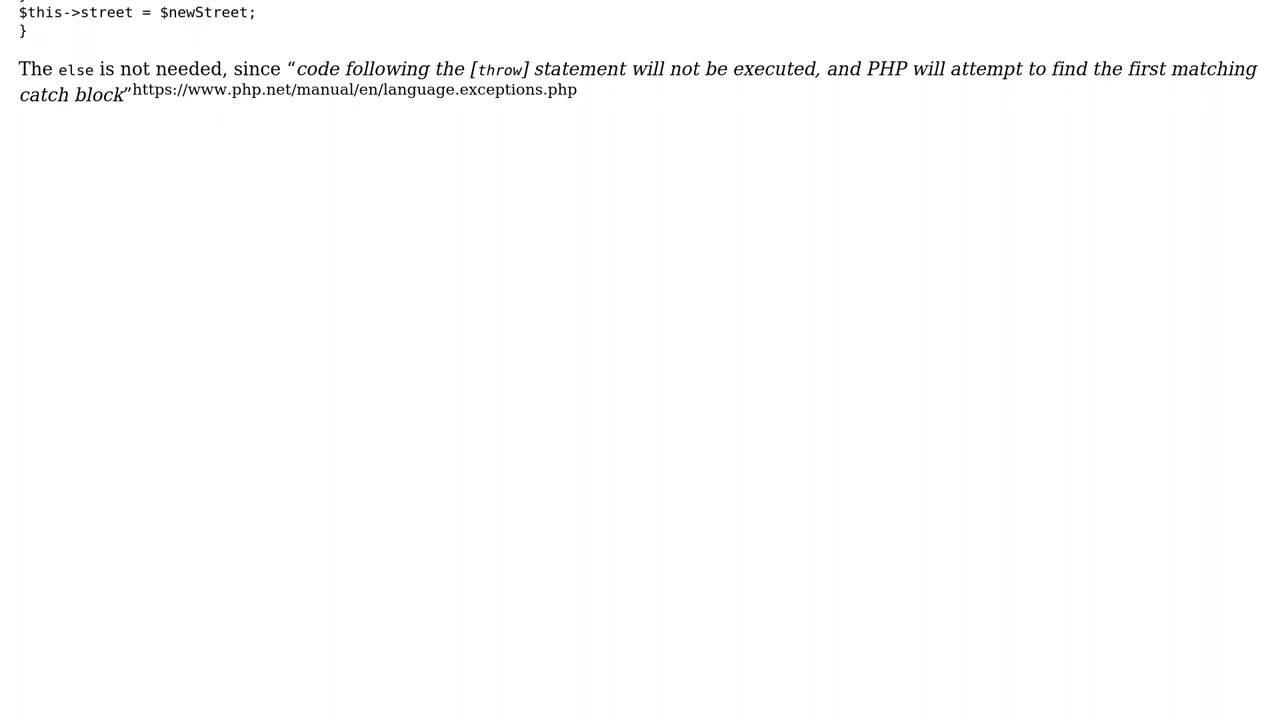 $this->street = $newStreet;
}
The else is not needed, since “code following the [throw] statement will not be executed, and PHP will attempt to find the first matching
catch block”https://www.php.net/manual/en/language.exceptions.php